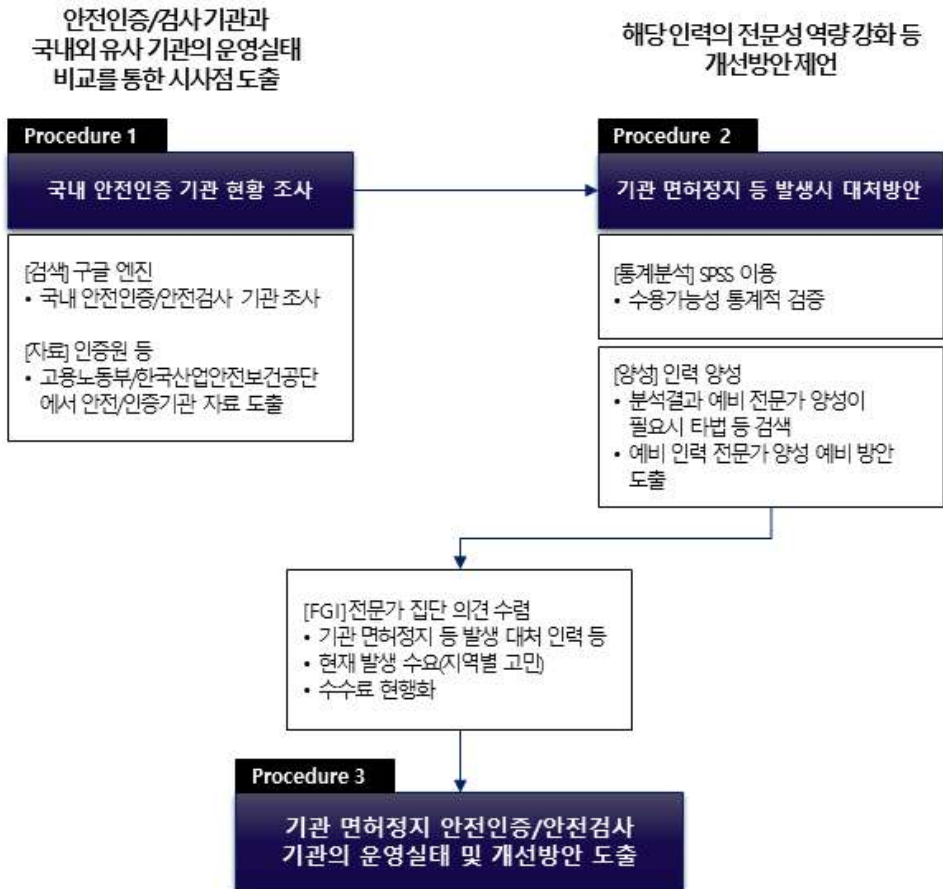 안전인증/검사 기관과
국내외 유사 기관의 운영실태
비교를 통한 시사점 도출
Procedure 1
국내 안전인증 기관 현황 조사
[검색] 구글 엔진
• 국내 안전인증/안전검사 기관 조사
[자료] 인증원 등
• 고용노동부/한국산업안전보건공단
에서 안전/인증기관 자료 도출
해당 인력의 전문성 역량 강화 등
개선방안 제언
Procedure 2
기관 면허정지 등 발생시 대처방안
[통계분석] SPSS 이용
• 수용가능성 통계적 검증
[양성] 인력 양성
• 분석결과 예비 전문가 양성이
필요시 타법 등 검색
• 예비 인력 전문가 양성 예비 방안
도출
[FGI] 전문가 집단 의견 수렴
• 기관 면허정지 등 발생 대처 인력 등
• 현재 발생 수요(지역별 고민)
• 수수료 현행화
Procedure 3
기관 면허정지 안전인증/안전검사
기관의 운영실태 및 개선방안 도출